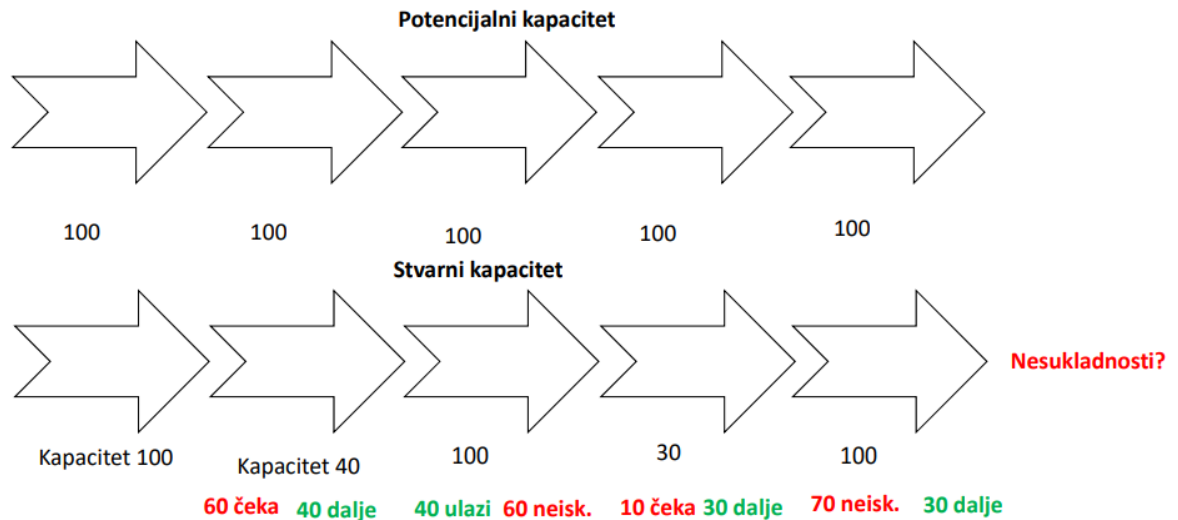 Potencijalni kapacitet
100 100 100 100 100
Stvarni kapacitet
Nesukladnosti?
Kapacitet 100 Kapacitet 40 100 30 100
60 čeka 40 dalje 40 ulazi 60 neisk. 10 čeka 30 dalje 70 neisk. 30 dalje